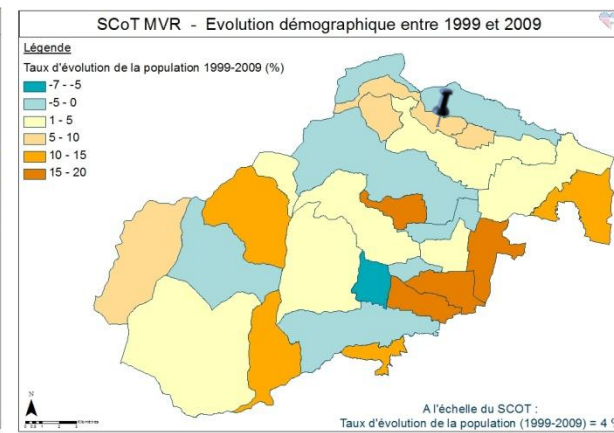 SCoT MVR - Evolution démographique entre 1999 et 2009
Légende
Taux d'évolution de la population 1999-2009 (%)
-7 - -5
-5 - 0
1 - 5
5 - 10
10 - 15
15 - 20
N
A l'échelle du SCOT :
Taux d'évolution de la population (1999-2009) = 4 %